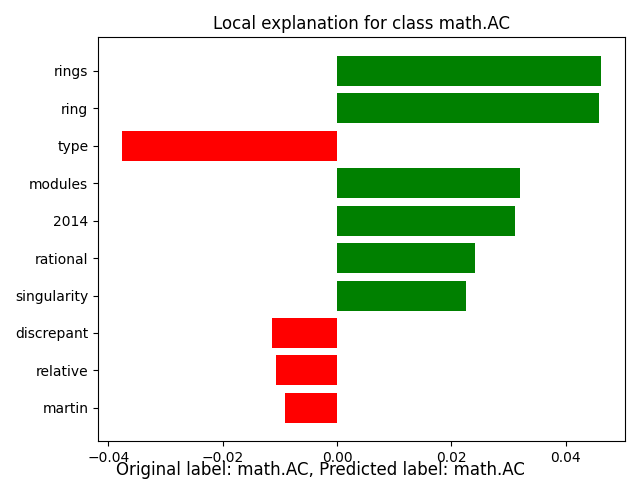 Local explanation for class math.AC
rings
ring
type
modules
2014
rational
singularity
discrepant
relative
martin
−0.04 −0.02 0.00 0.02 0.04
Original label: math.AC, Predicted label: math.AC